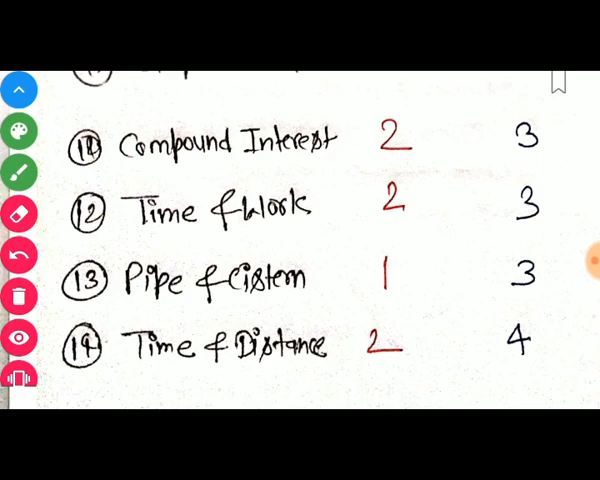 11 Compound Interest 2 3
12 Time & Work 2 3
13 Pipe & Cistern 1 3
14 Time & Distance 2 4